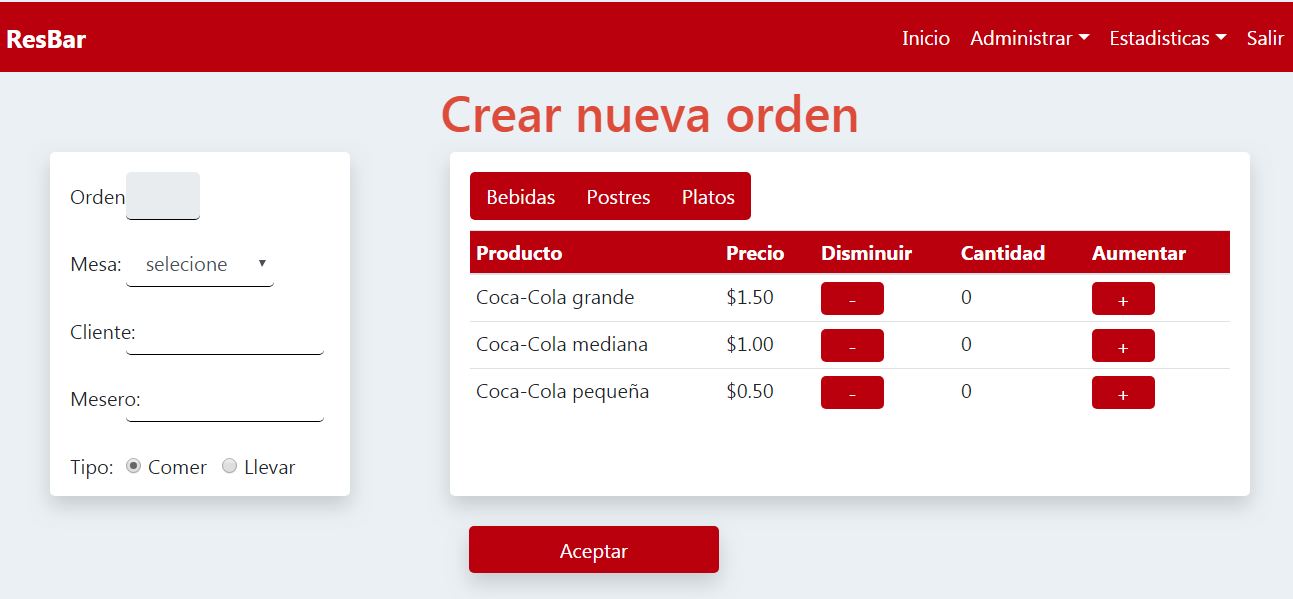 ResBar Inicio Administrar Estadisticas Salir
Crear nueva orden
Orden
Mesa: selecione
Cliente:
Mesero:
Tipo: Comer Llevar
Bebidas Postres Platos
Producto Precio Disminuir Cantidad Aumentar
Coca-Cola grande $1.50 - 0 +
Coca-Cola mediana $1.00 - 0 +
Coca-Cola pequeña $0.50 - 0 +
Aceptar